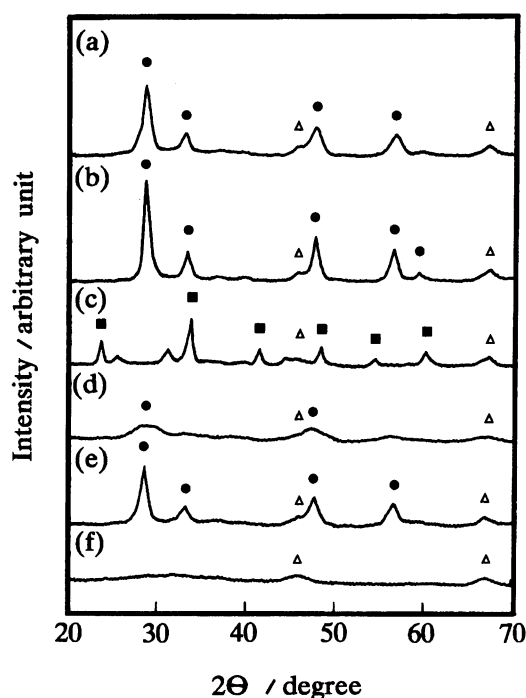 (a)
(b)
(c)
(d)
(e)
(f)
Intensity / arbitrary unit
20 30 40 50 60 70
2Θ / degree